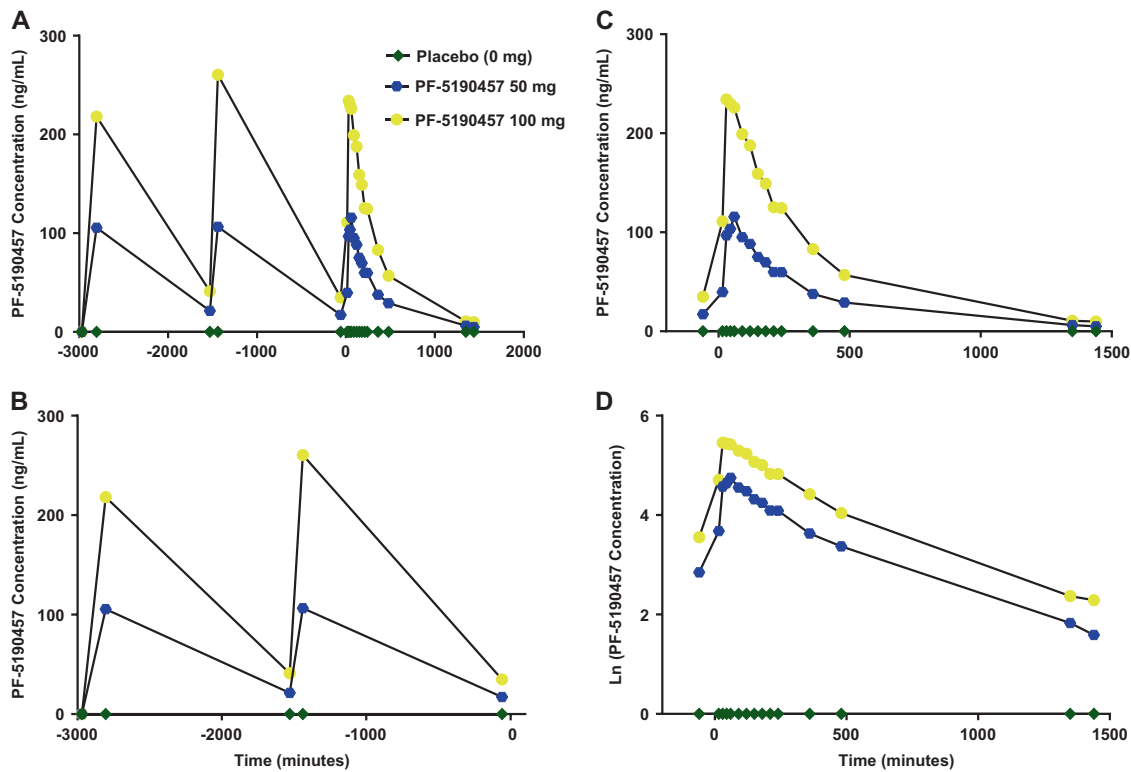 A
PF-5190457 Concentration (ng/mL)
300
200
100
0
-3000 -2000 -1000 0 1000 2000
Placebo (0 mg)
PF-5190457 50 mg
PF-5190457 100 mg
C
PF-5190457 Concentration (ng/mL)
300
200
100
0
0 500 1000 1500
B
PF-5190457 Concentration (ng/mL)
300
200
100
0
-3000 -2000 -1000 0
Time (minutes)
D
Ln (PF-5190457 Concentration)
6
4
2
0
0 500 1000 1500
Time (minutes)